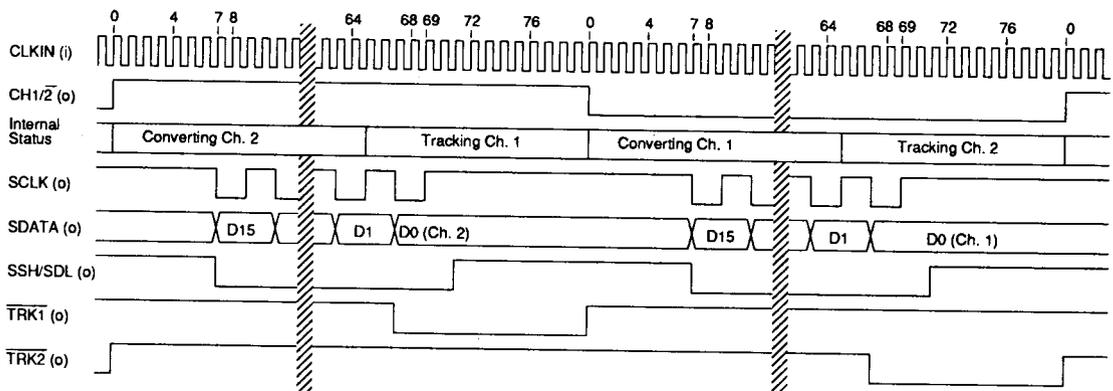 0 4 7 8 64 68 69 72 76 0 4 7 8 64 68 69 72 76 0
CLKIN (i)
CH1/2̅ (o)
Internal Status
Converting Ch. 2 Tracking Ch. 1 Converting Ch. 1 Tracking Ch. 2
SCLK (o)
SDATA (o) D15 D1 D0 (Ch. 2) D15 D1 D0 (Ch. 1)
SSH/SDL (o)
T̅R̅K̅1̅ (o)
T̅R̅K̅2̅ (o)